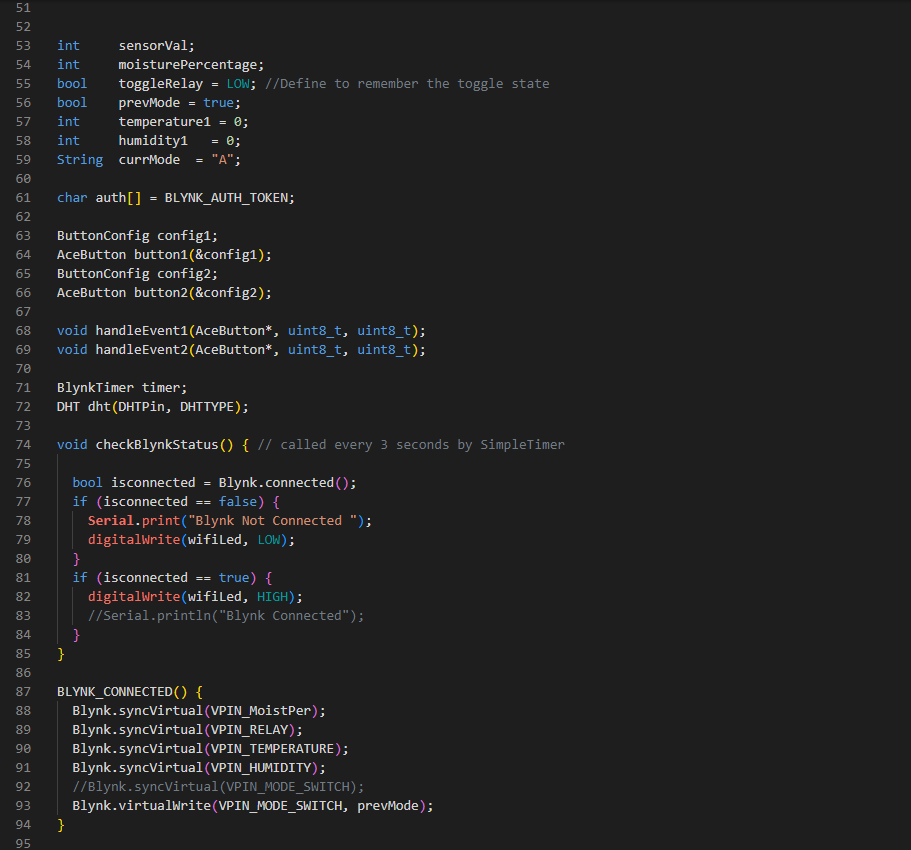 51
52
53 int     sensorVal;
54 int     moisturePercentage;
55 bool    toggleRelay = LOW; //Define to remember the toggle state
56 bool    prevMode = true;
57 int     temperature1 = 0;
58 int     humidity1   = 0;
59 String  currMode  = "A";
60
61 char auth[] = BLYNK_AUTH_TOKEN;
62
63 ButtonConfig config1;
64 AceButton button1(&config1);
65 ButtonConfig config2;
66 AceButton button2(&config2);
67
68 void handleEvent1(AceButton*, uint8_t, uint8_t);
69 void handleEvent2(AceButton*, uint8_t, uint8_t);
70
71 BlynkTimer timer;
72 DHT dht(DHTPin, DHTTYPE);
73
74 void checkBlynkStatus() { // called every 3 seconds by SimpleTimer
75
76   bool isconnected = Blynk.connected();
77   if (isconnected == false) {
78     Serial.print("Blynk Not Connected ");
79     digitalWrite(wifiLed, LOW);
80   }
81   if (isconnected == true) {
82     digitalWrite(wifiLed, HIGH);
83     //Serial.println("Blynk Connected");
84   }
85 }
86
87 BLYNK_CONNECTED() {
88   Blynk.syncVirtual(VPIN_MoistPer);
89   Blynk.syncVirtual(VPIN_RELAY);
90   Blynk.syncVirtual(VPIN_TEMPERATURE);
91   Blynk.syncVirtual(VPIN_HUMIDITY);
92   //Blynk.syncVirtual(VPIN_MODE_SWITCH);
93   Blynk.virtualWrite(VPIN_MODE_SWITCH, prevMode);
94 }
95